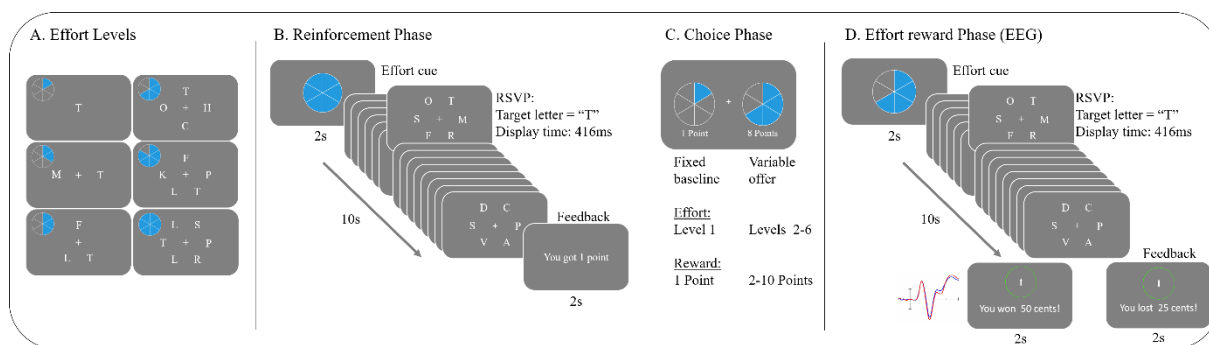 A. Effort Levels
T
T
O + H
C
M + T
F
K + P
L T
F
+
L T
L S
T + P
L R
B. Reinforcement Phase
Effort cue
2s
O T
S + M
F R
RSVP:
Target letter = “T”
Display time: 416ms
10s
D C
S + P
V A
Feedback
You got 1 point
2s
C. Choice Phase
+
1 Point 8 Points
Fixed baseline
Variable offer
Effort:
Level 1 Levels 2-6
Reward:
1 Point 2-10 Points
D. Effort reward Phase (EEG)
Effort cue
2s
O T
S + M
F R
RSVP:
Target letter = “T”
Display time: 416ms
10s
D C
S + P
V A
Feedback
You won 50 cents!
You lost 25 cents!
2s
2s